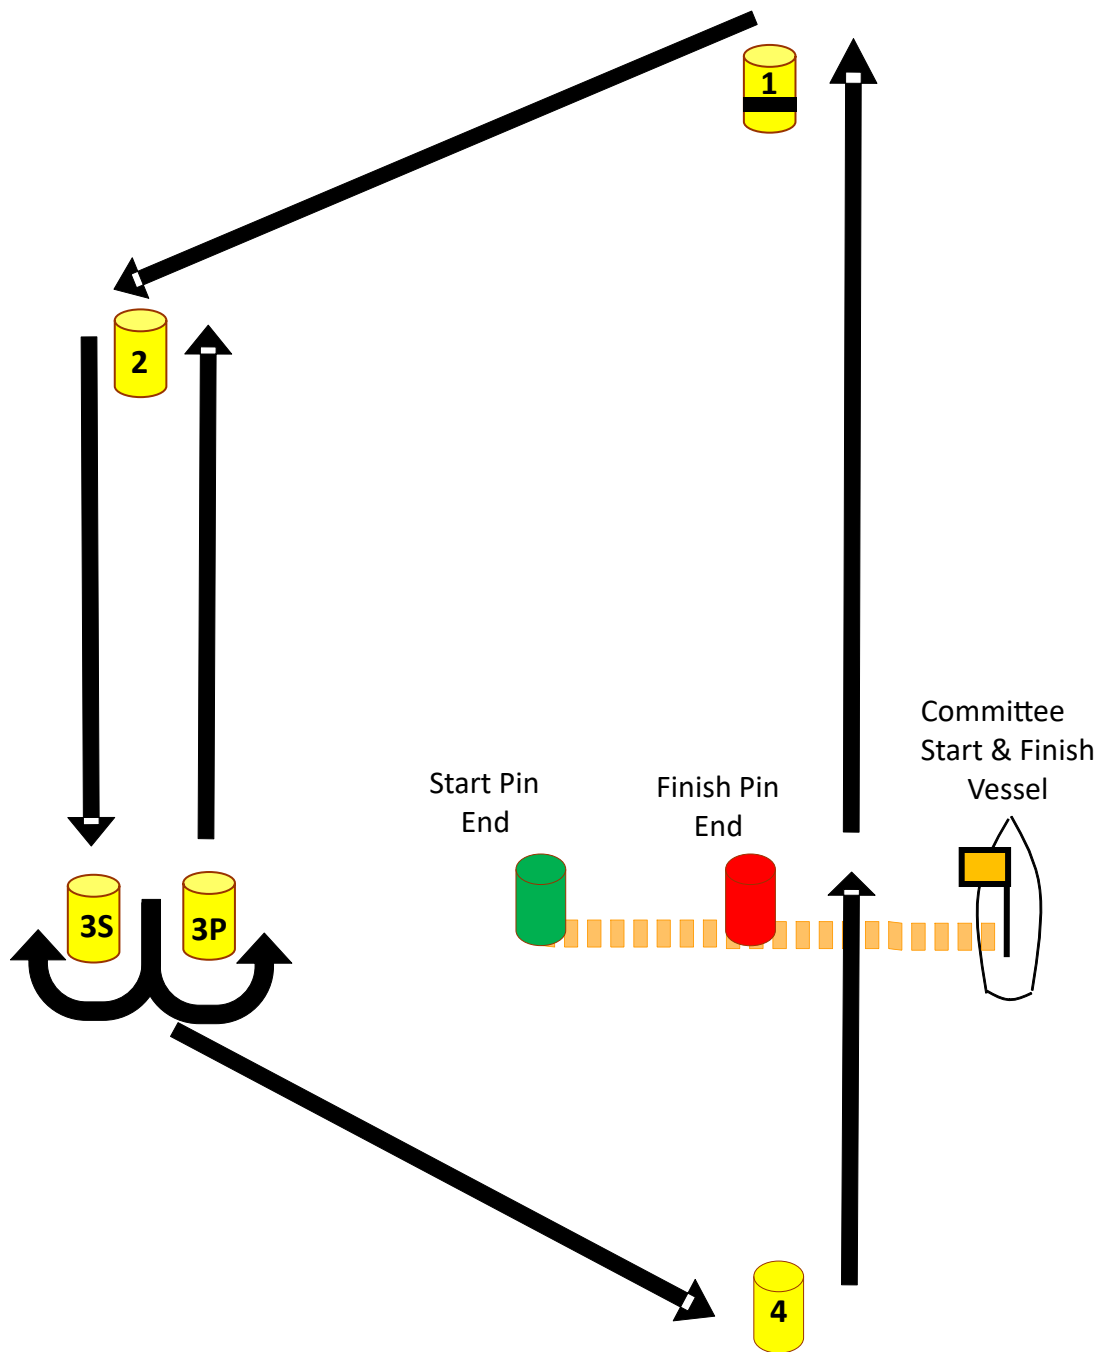 1
2
Committee
Start & Finish
Vessel
Start Pin
End
Finish Pin
End
3S
3P
4